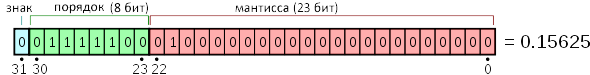 знак порядок (8 бит) мантисса (23 бит)
0 0 1 1 1 1 1 0 0 0 1 0 0 0 0 0 0 0 0 0 0 0 0 0 0 0 0 0 0 0 0 0 = 0.15625
31 30 23 22 0